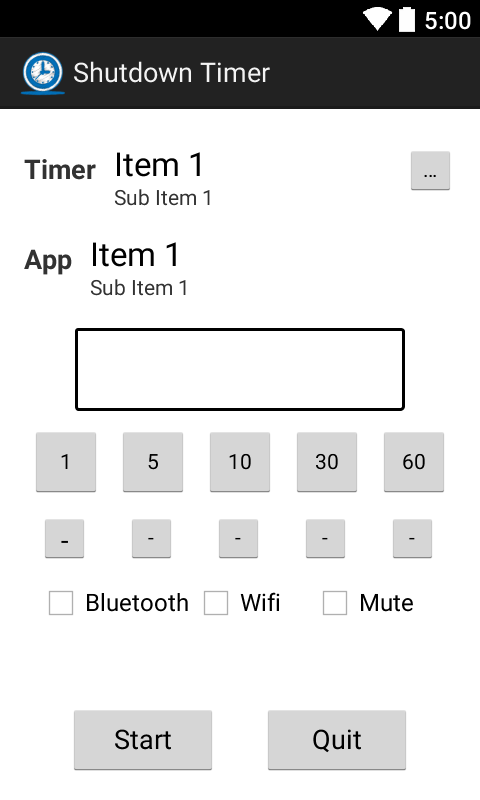 5:00
Shutdown Timer
Timer Item 1 ...
Sub Item 1
App Item 1
Sub Item 1
1 5 10 30 60
- - - - -
Bluetooth Wifi Mute
Start Quit